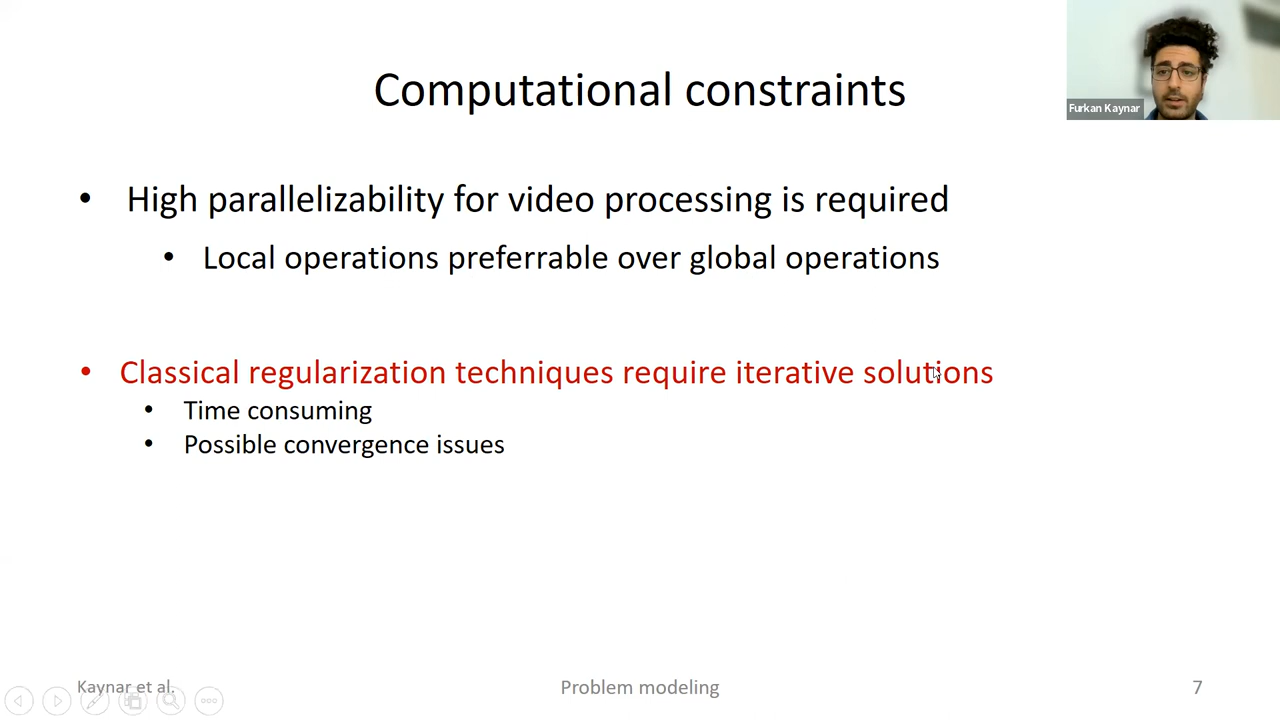 Computational constraints
Furkan Kaynar
• High parallelizability for video processing is required
• Local operations preferrable over global operations
• Classical regularization techniques require iterative solutions
• Time consuming
• Possible convergence issues
Kaynar et al.
Problem modeling
7